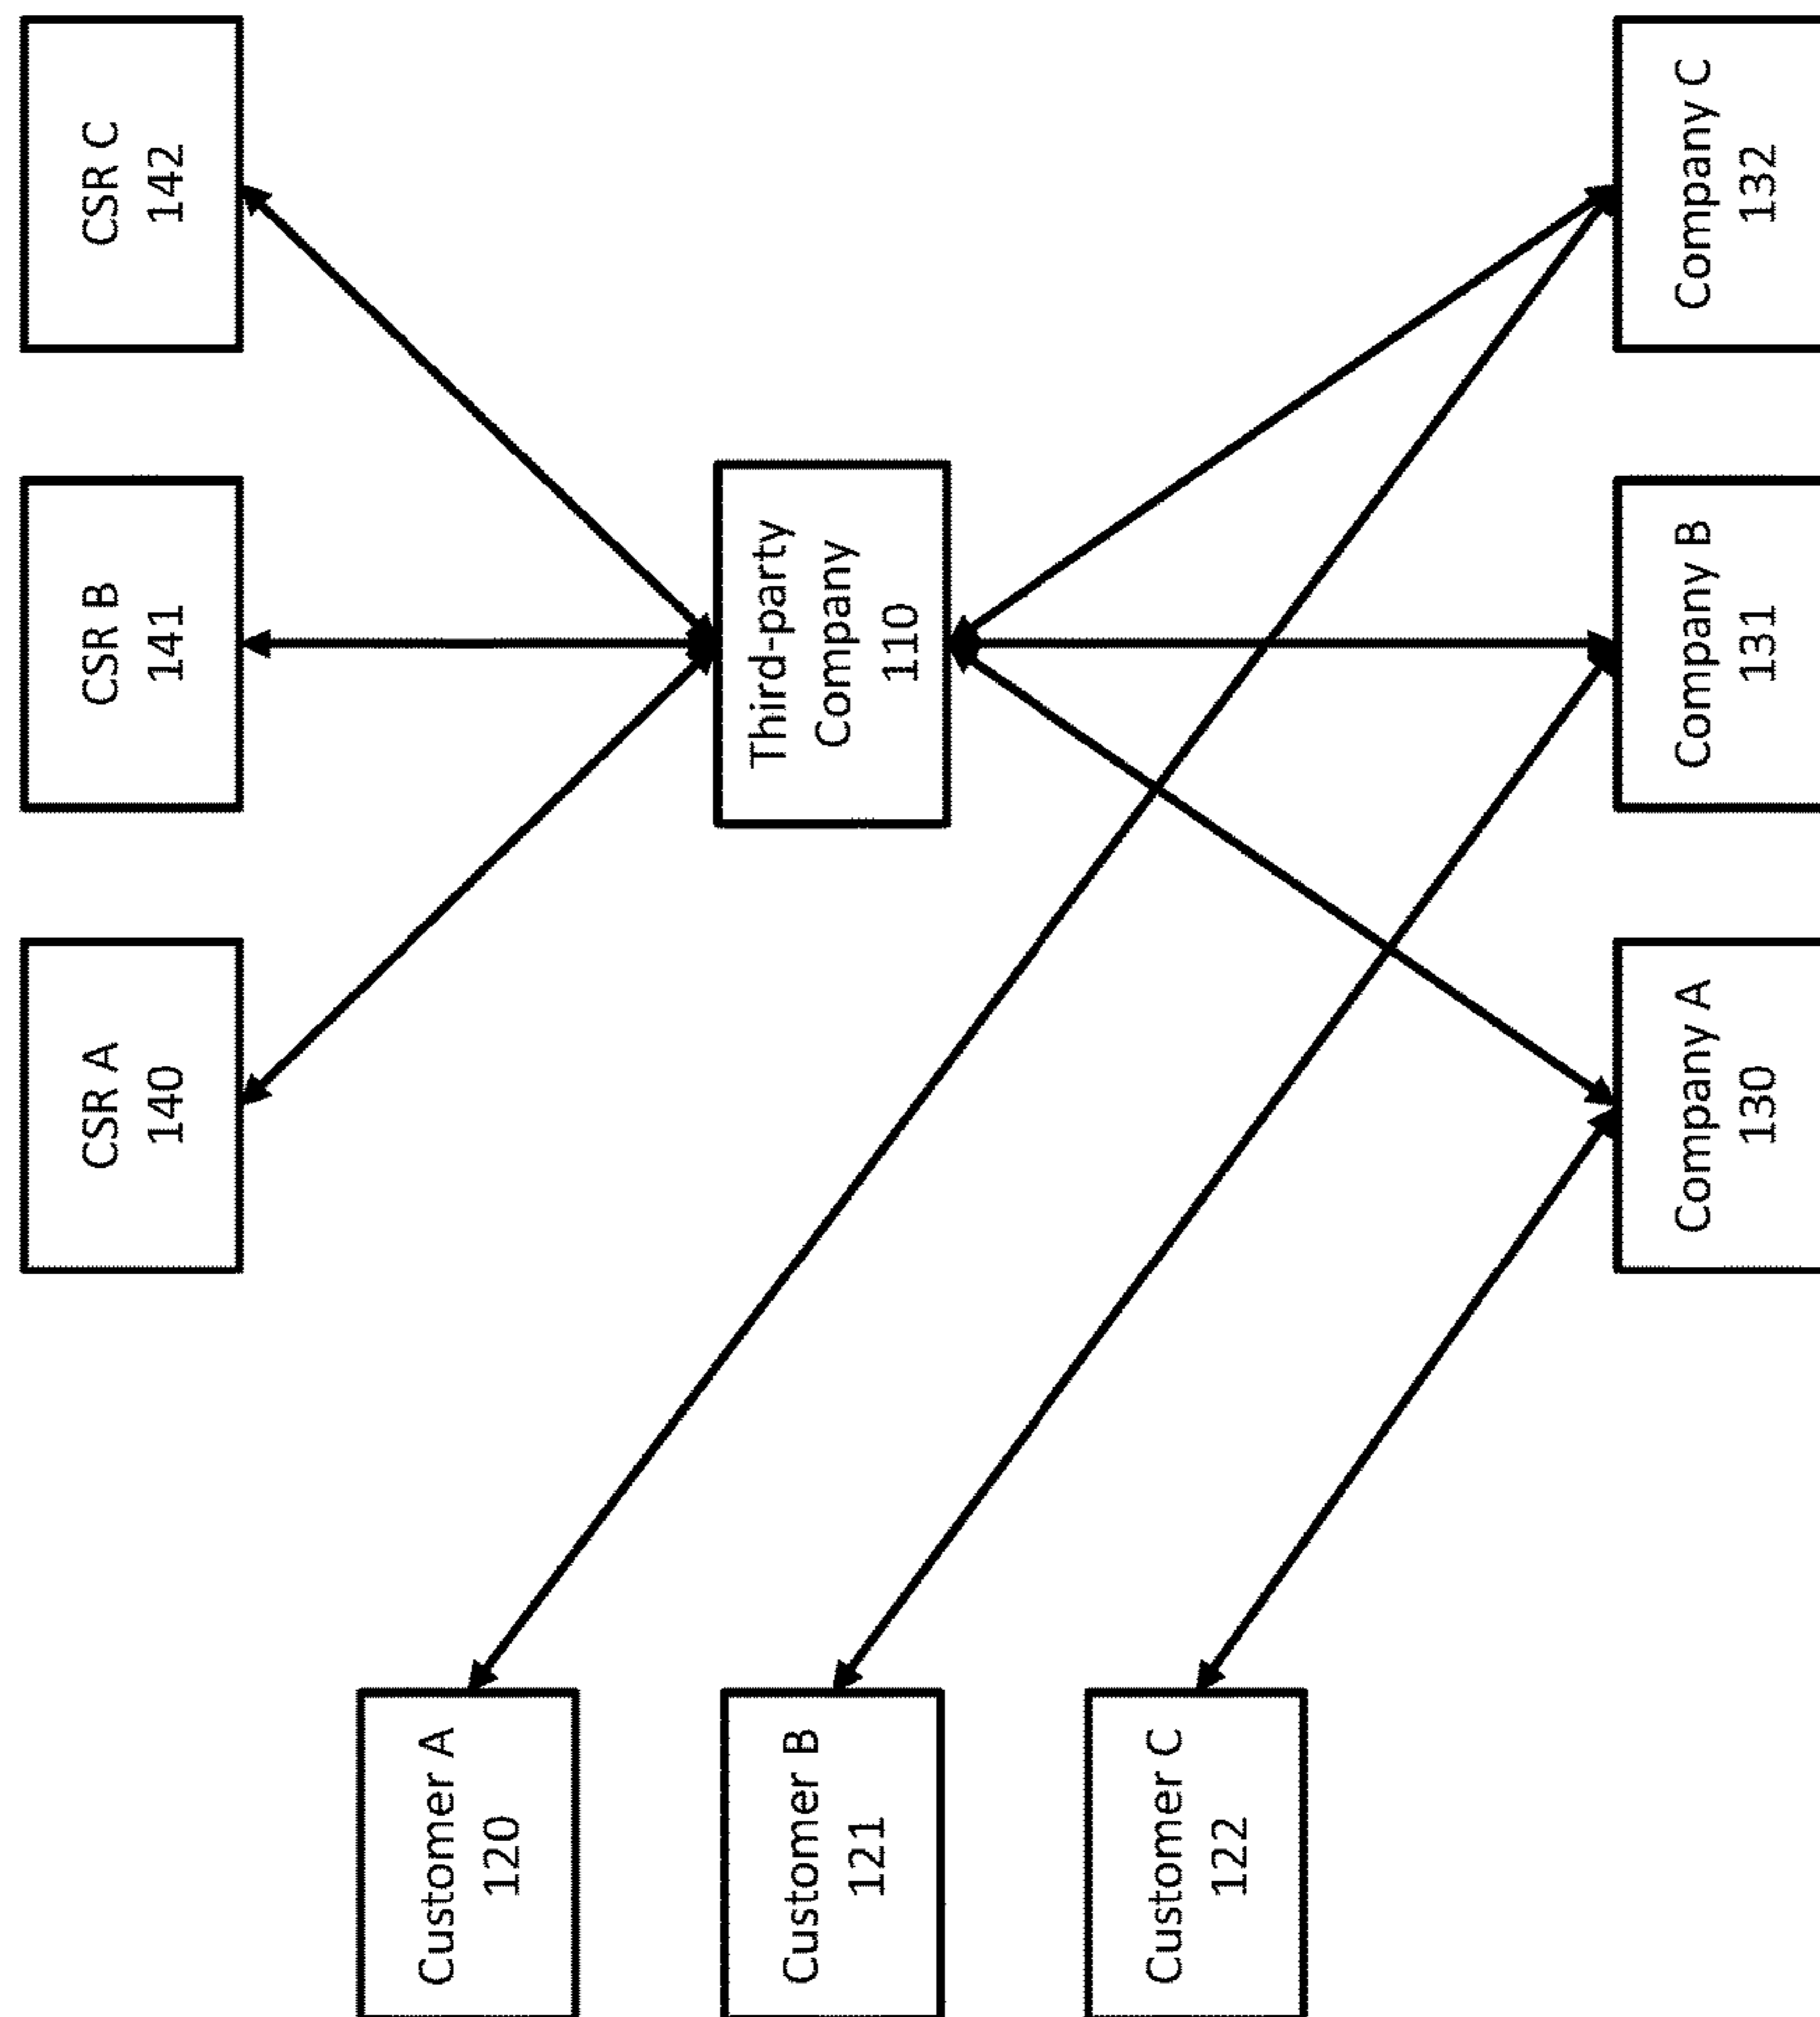 Customer A
120
Customer B
121
Customer C
122
CSR A
140
CSR B
141
CSR C
142
Third-party
Company
110
Company A
130
Company B
131
Company C
132